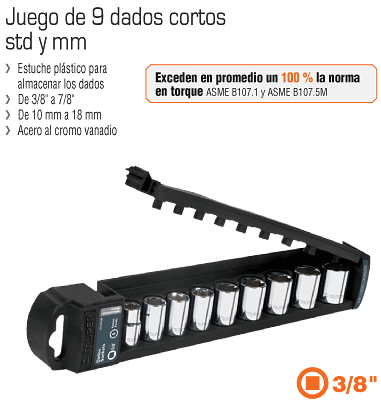 Juego de 9 dados cortos
std y mm
Estuche plástico para
almacenar los dados
De 3/8" a 7/8"
De 10 mm a 18 mm
Acero al cromo vanadio
Exceden en promedio un 100 % la norma
en torque ASME B107.1 y ASME B107.5M
TRUPER
3/8"